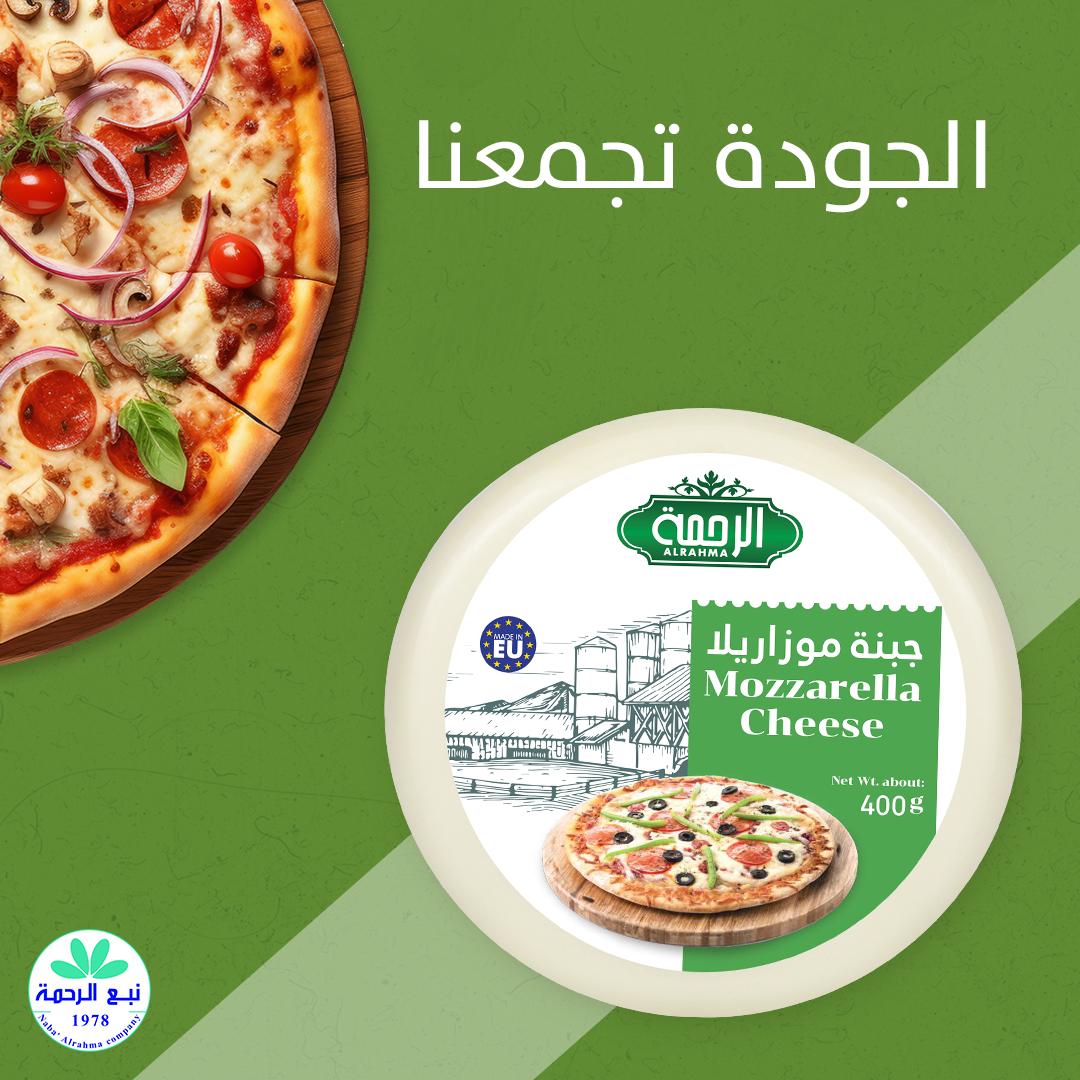 الجودة تجمعنا
الرحمة
ALRAHMA
MADE IN
EU
جبنة موزاريلا
Mozzarella
Cheese
Net Wt. about:
400g
نبع الرحمة
1978
Naba' Alrahma company